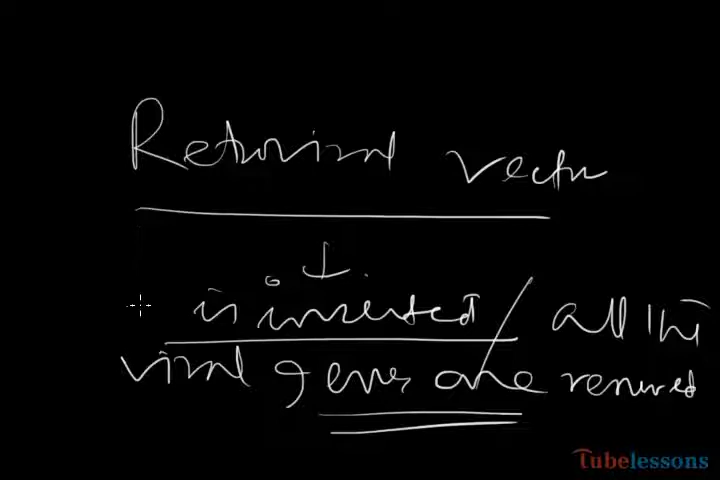 Retroviral vector
is inserted / all the
viral genes are removed
Tubelessons